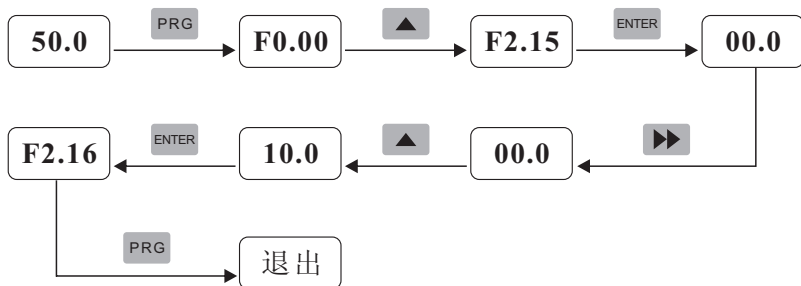 50.0 PRG F0.00 F2.15 ENTER 00.0
F2.16 ENTER 10.0 00.0
PRG 退出